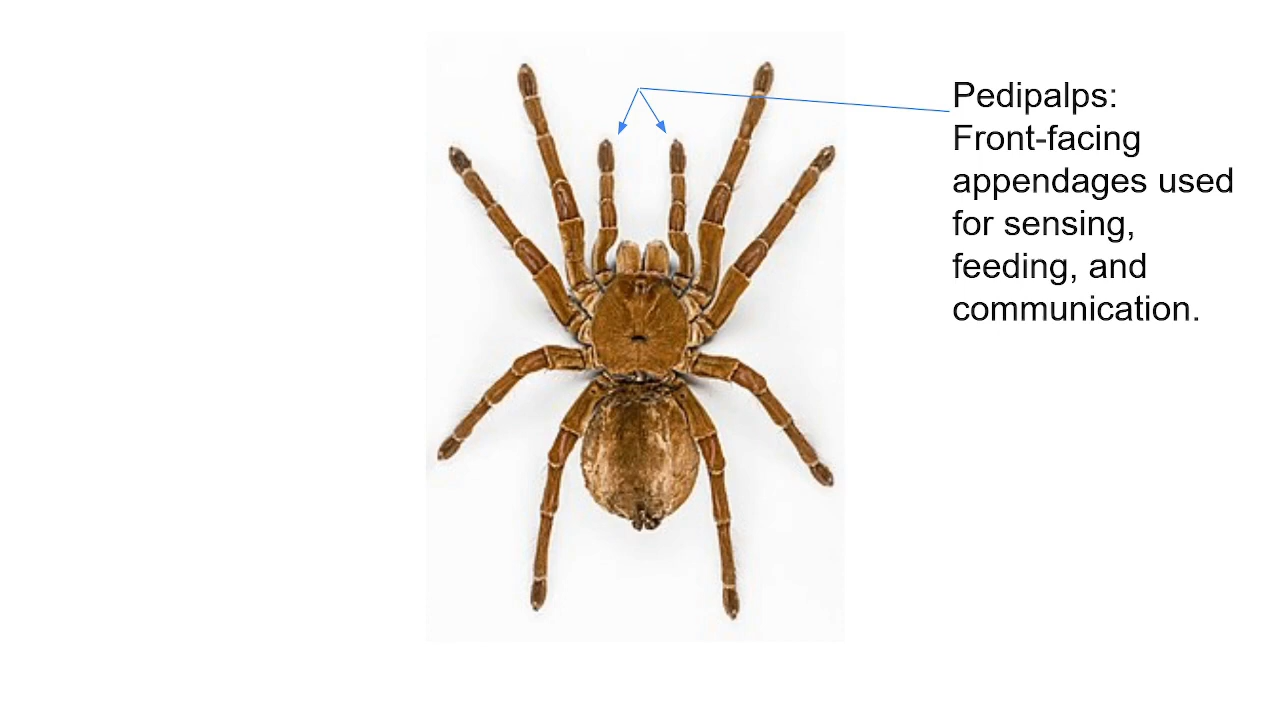 Pedipalps:
Front-facing
appendages used
for sensing,
feeding, and
communication.